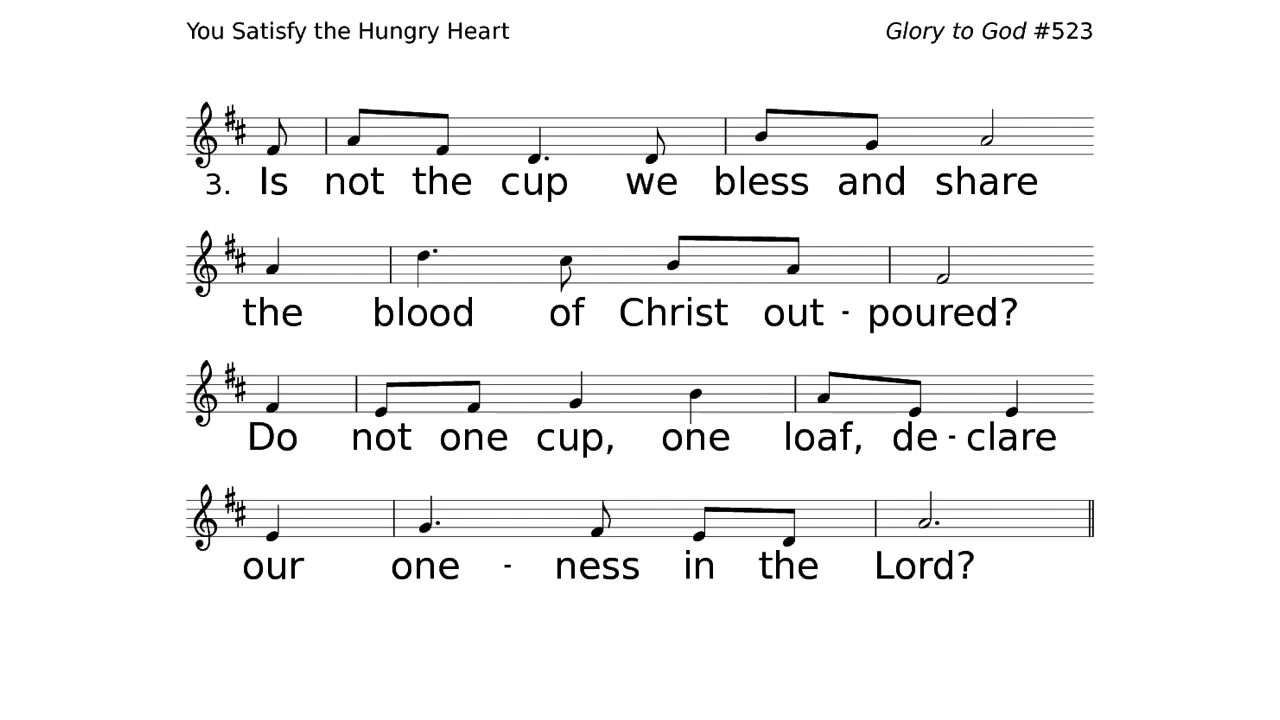 You Satisfy the Hungry Heart Glory to God #523
3. Is not the cup we bless and share
the blood of Christ out - poured?
Do not one cup, one loaf, de - clare
our one - ness in the Lord?